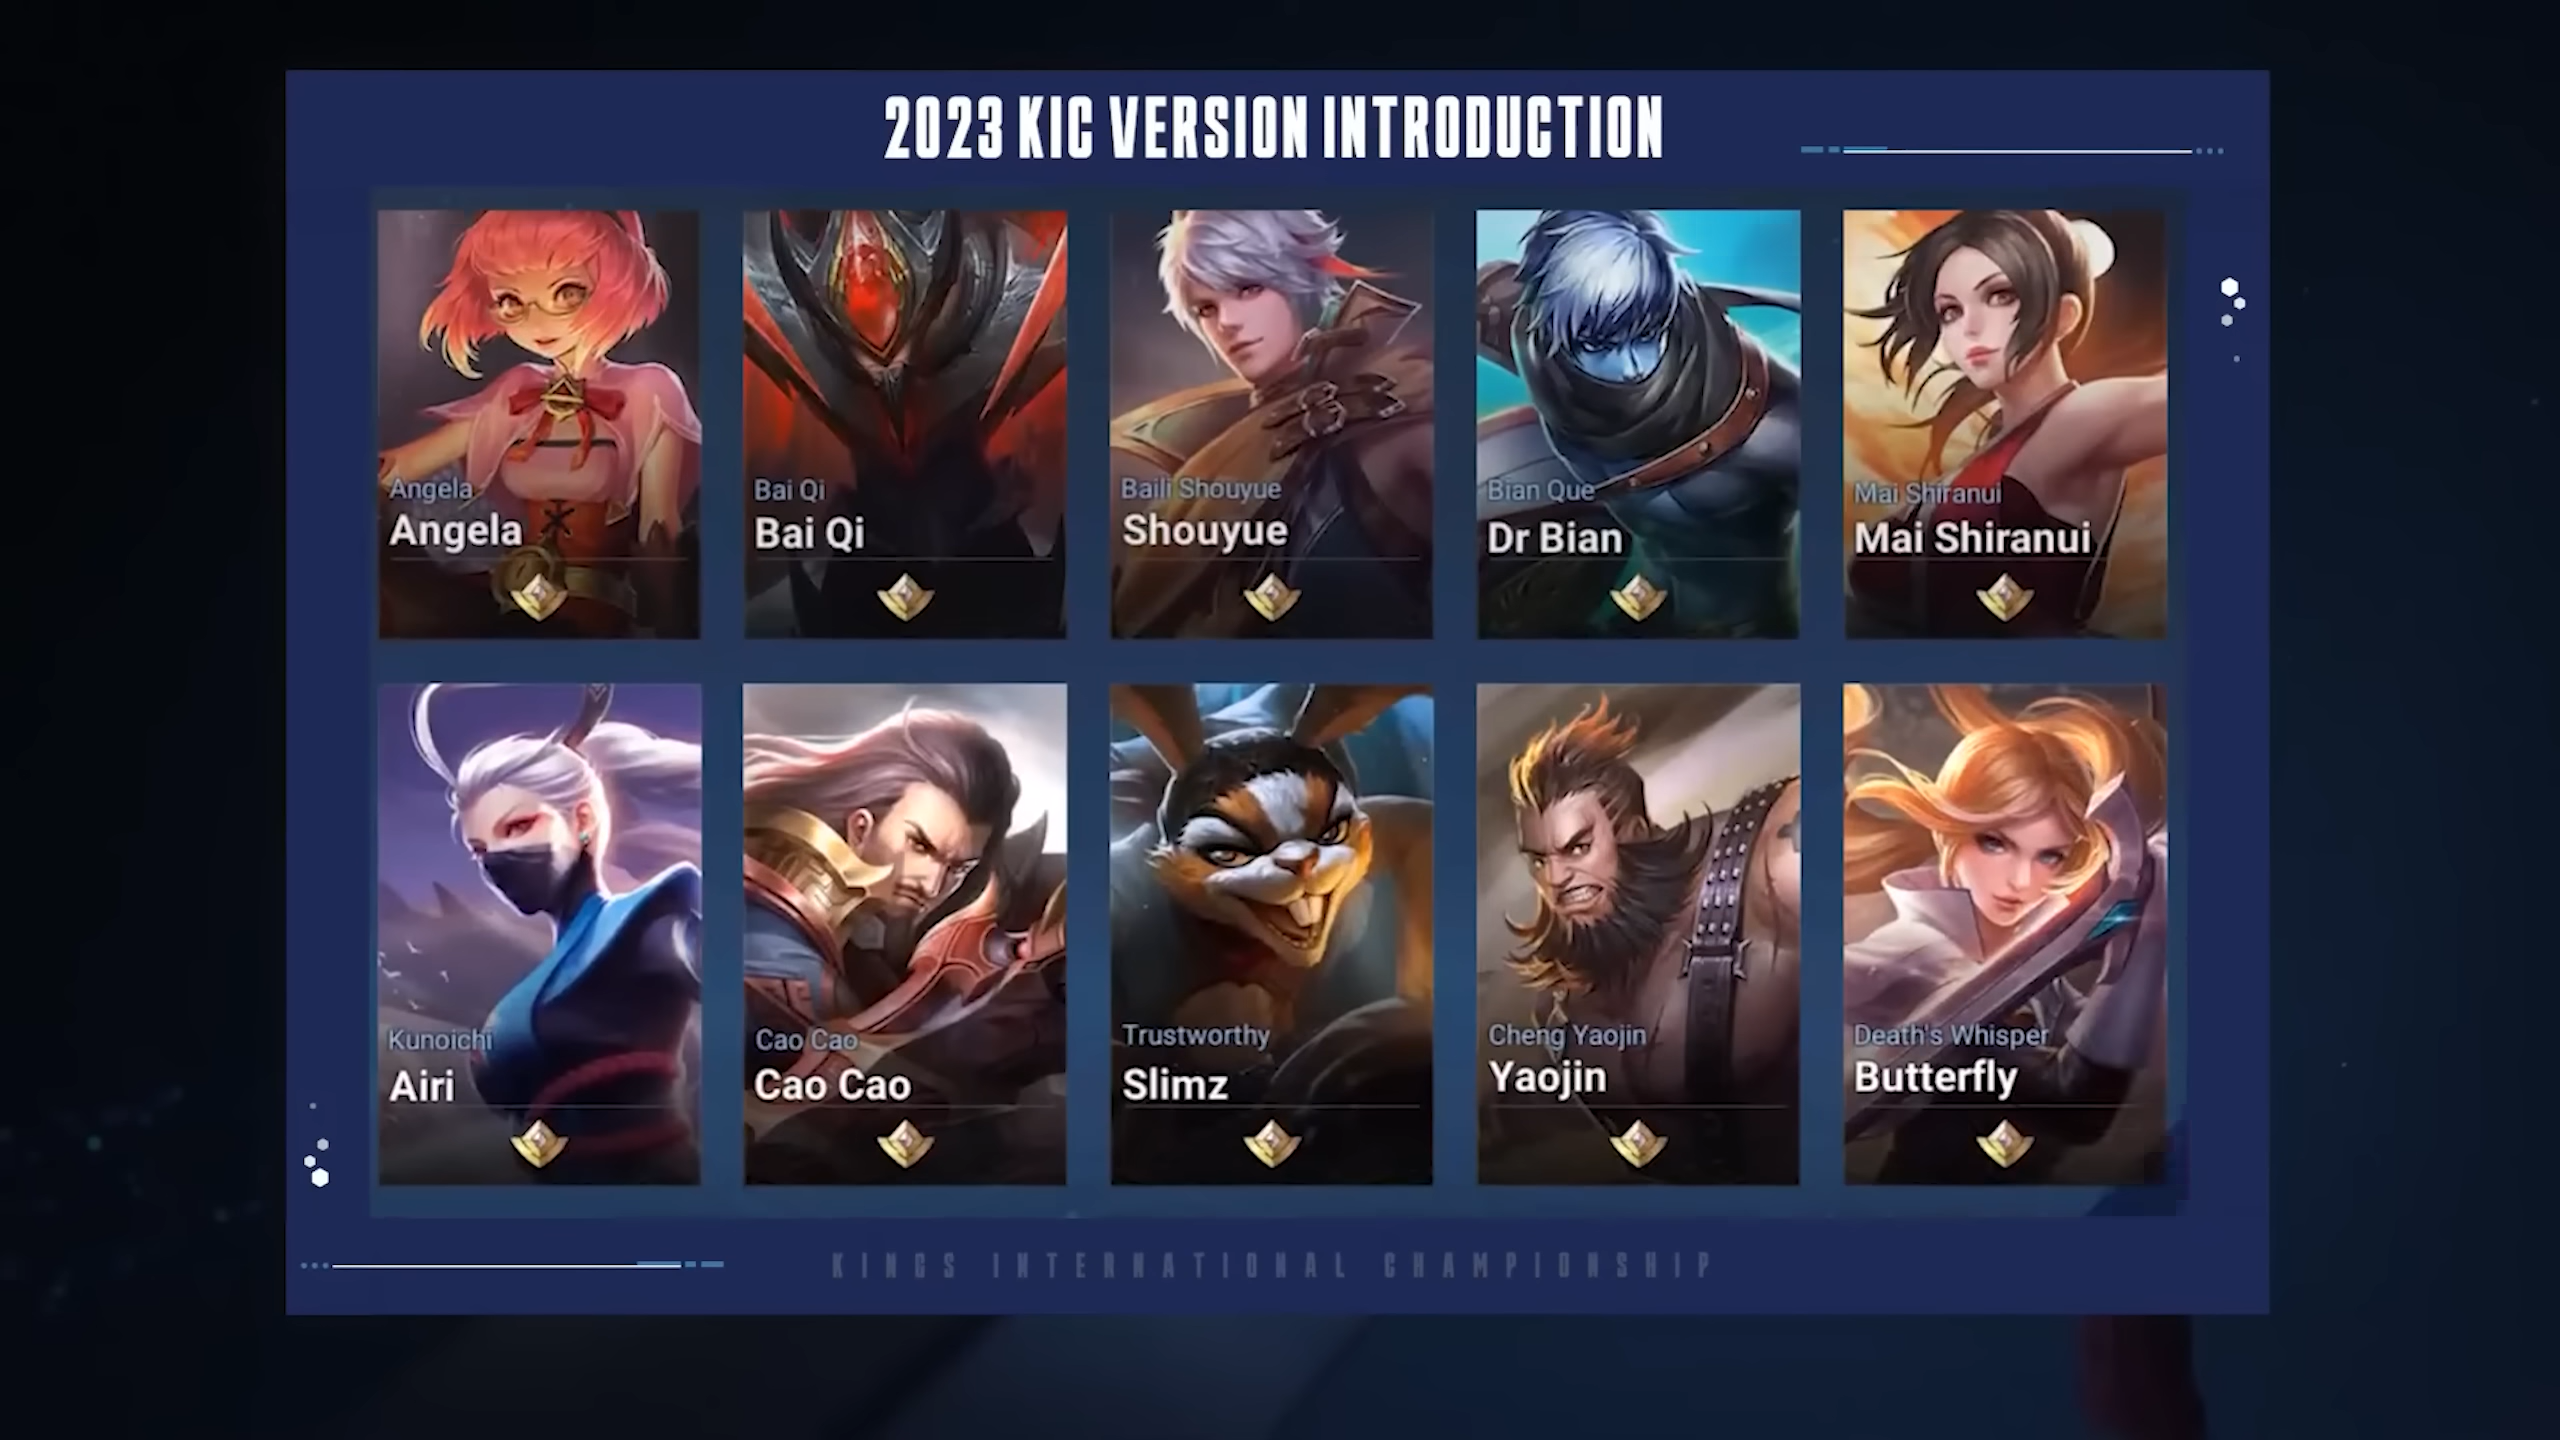 2023 KIC VERSION INTRODUCTION
Angela
Angela
Bai Qi
Bai Qi
Baili Shouyue
Shouyue
Bian Que
Dr Bian
Mai Shiranui
Mai Shiranui
Kunoichi
Airi
Cao Cao
Cao Cao
Trustworthy
Slimz
Cheng Yaojin
Yaojin
Death's Whisper
Butterfly
KINGS INTERNATIONAL CHAMPIONSHIP